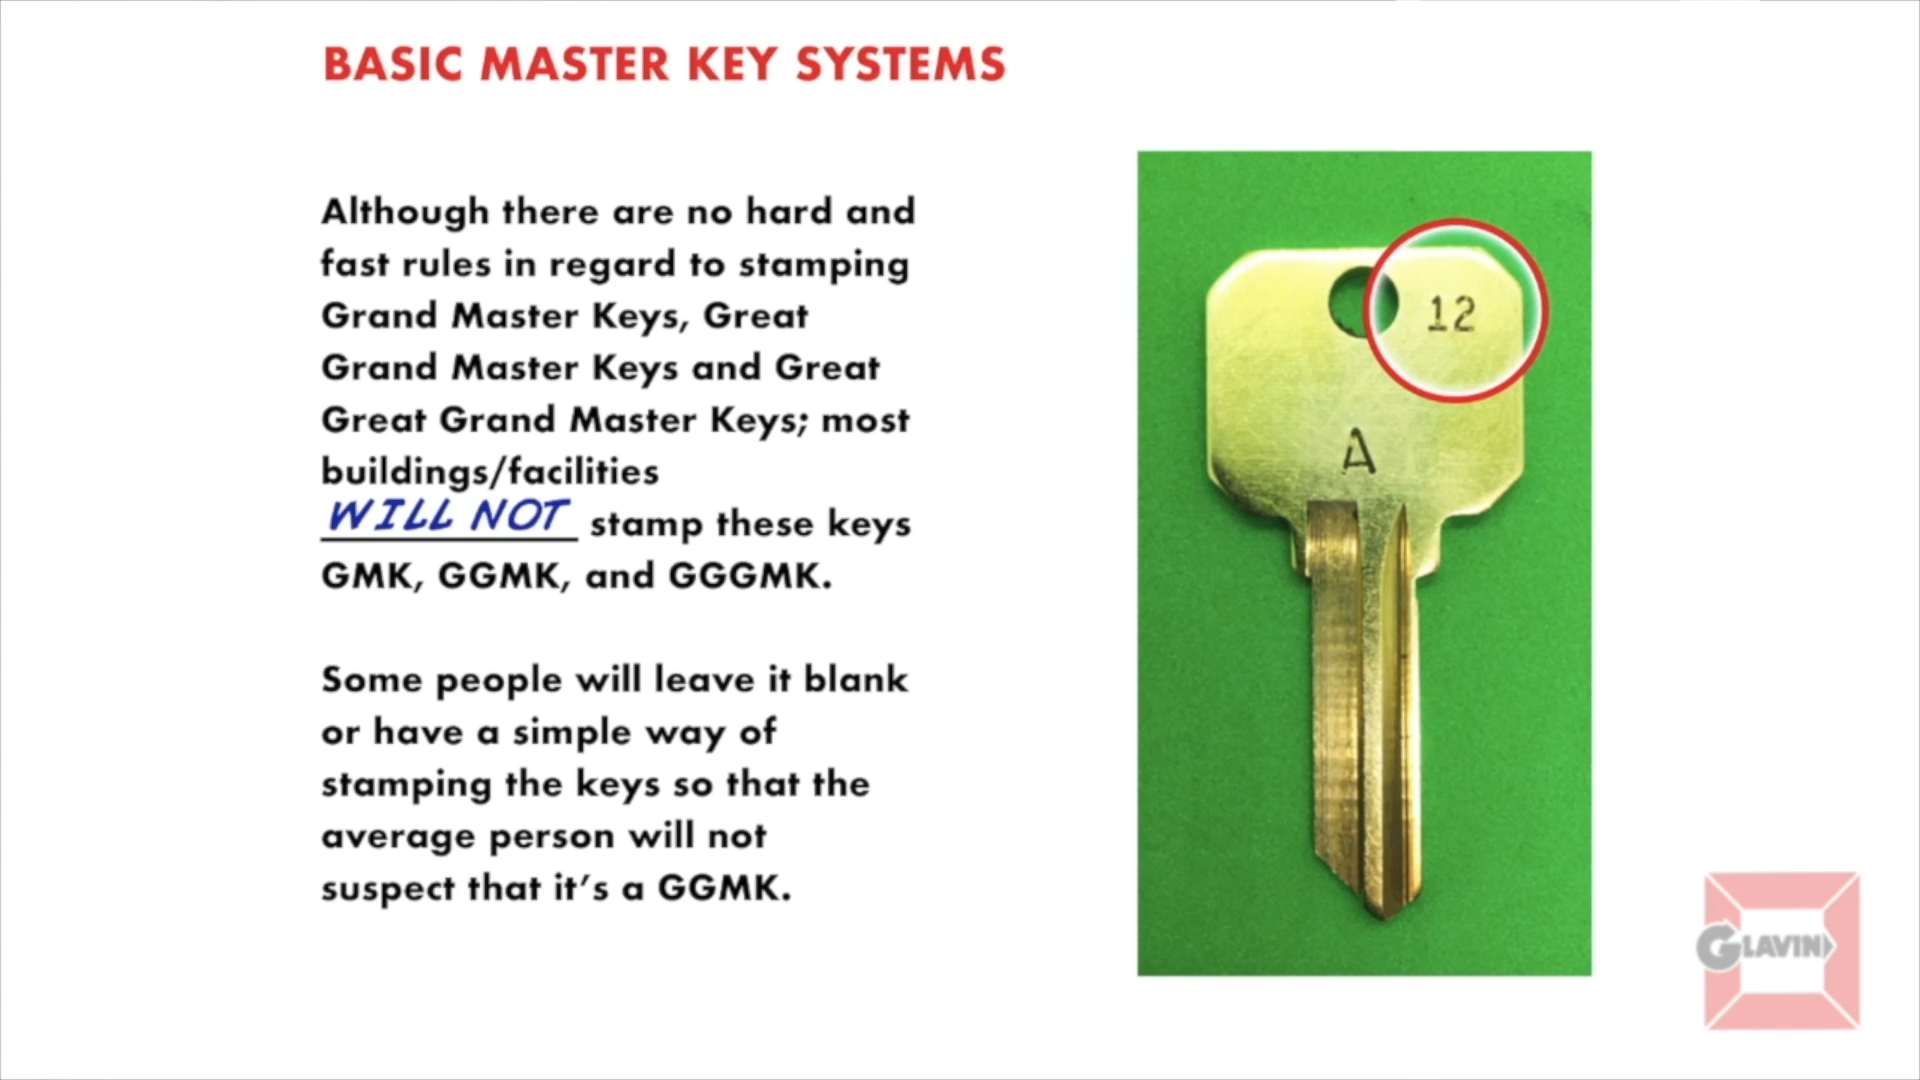 BASIC MASTER KEY SYSTEMS
Although there are no hard and
fast rules in regard to stamping
Grand Master Keys, Great
Grand Master Keys and Great
Great Grand Master Keys; most
buildings/facilities
WILL NOT stamp these keys
GMK, GGMK, and GGGMK.
Some people will leave it blank
or have a simple way of
stamping the keys so that the
average person will not
suspect that it's a GGMK.
12
A
GLAVIN